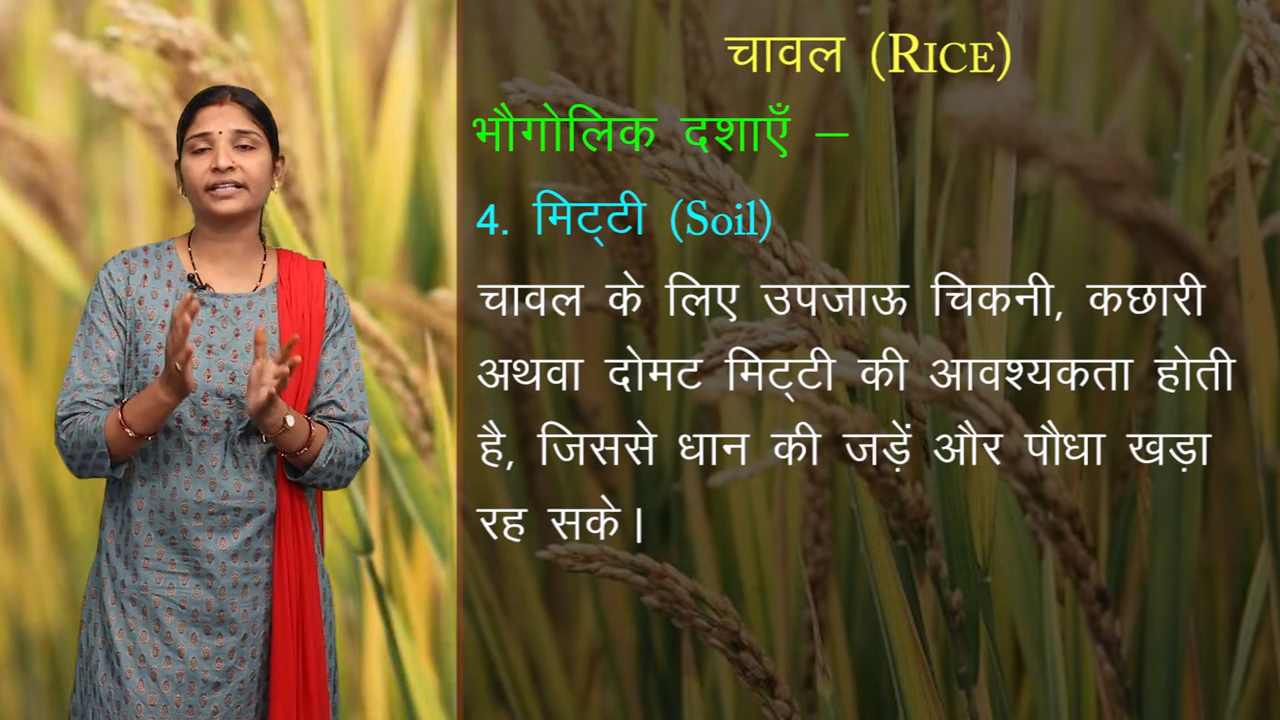 चावल (RICE)
भौगोलिक दशाएँ –
4. मिट्टी (Soil)
चावल के लिए उपजाऊ चिकनी, कछारी
अथवा दोमट मिट्टी की आवश्यकता होती
है, जिससे धान की जड़ें और पौधा खड़ा
रह सके।